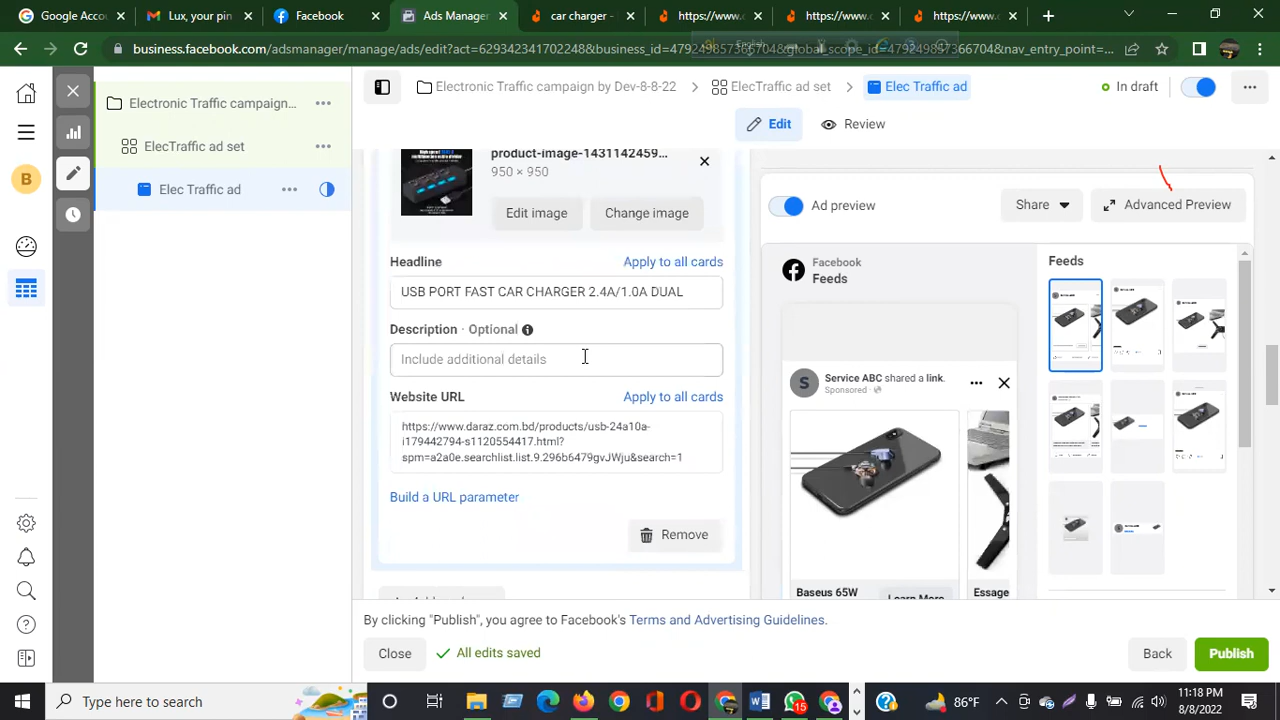 Lux, your pin
Facebook
Ads Manager
car charger -
https://www.
https://www.
https://www.
business.facebook.com/adsmanager/manage/ads/edit?act=629342341702248&business_id=479249857366704&global_scope=479249857366704&nav_entry_point=...
Electronic Traffic campaign...
ElecTraffic ad set
Elec Traffic ad
B
Electronic Traffic campaign by Dev-8-8-22
ElecTraffic ad set
Elec Traffic ad
In draft
Edit
Review
product-image-1431142459...
950 × 950
Edit image
Change image
Headline
Apply to all cards
USB PORT FAST CAR CHARGER 2.4A/1.0A DUAL
Description · Optional
Include additional details
Website URL
Apply to all cards
https://www.daraz.com.bd/products/usb-24a10a-
i179442794-s1120554417.html?
spm=a2a0e.searchlist.list.9.296b6479gvJWju&search=1
Build a URL parameter
Remove
Ad preview
Share
Advanced Preview
Facebook
Feeds
Feeds
S
Service ABC shared a link.
Sponsored ·
Baseus 65W
Learn More
Essage
By clicking "Publish", you agree to Facebook's Terms and Advertising Guidelines.
Close
All edits saved
Back
Publish
Type here to search
15
86°F
11:18 PM
8/8/2022